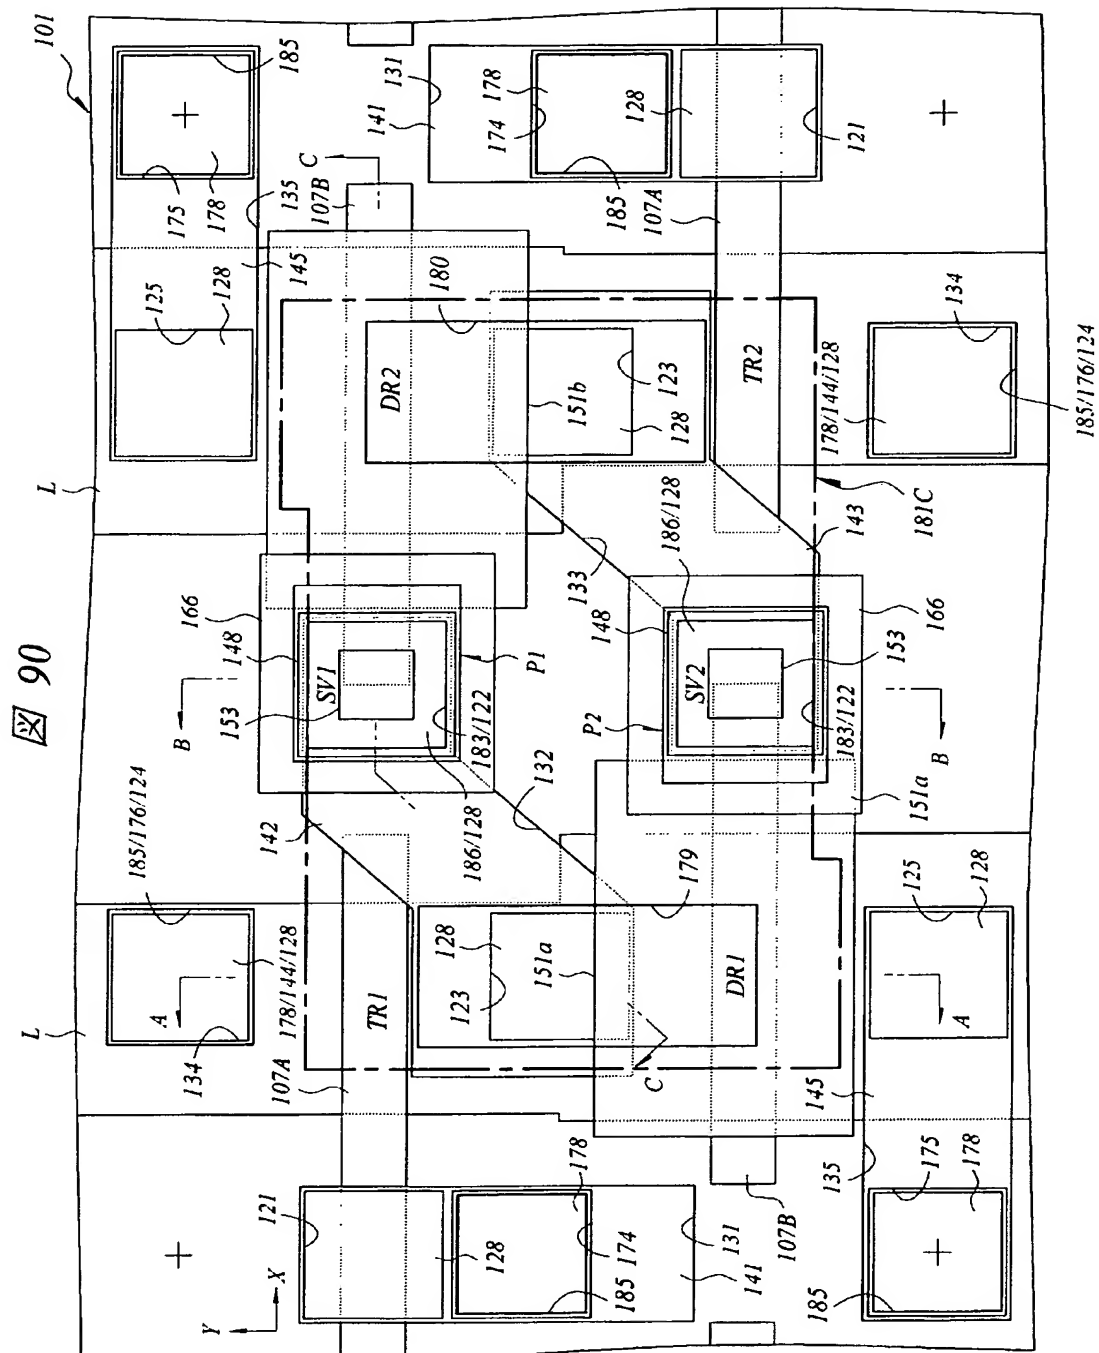 図 90
101
L
L
185
175
178
135
145
125
128
C
107B
131
141
174
178
128
121
185
107A
180
DR2
151b
123
128
TR2
134
178/144/128
185/176/124
181C
143
133
186/128
166
148
SV1
153
P1
183/122
186/128
B
148
166
SV2
153
P2
183/122
B
151a
132
142
185/176/124
178/144/128
A
134
TR1
107A
128
123
151a
179
DR1
C
125
128
A
145
135
175
178
185
107B
121
128
178
174
185
131
141
Y
X